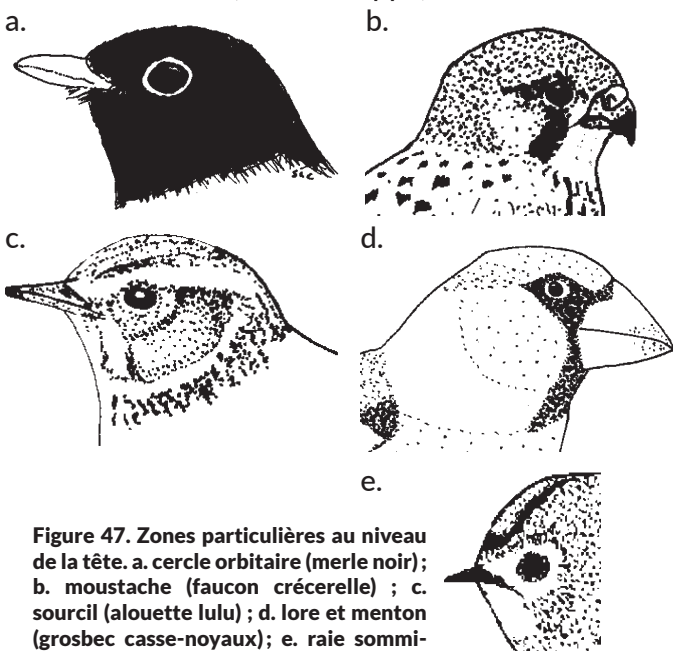 a.
b.
c.
d.
e.
Figure 47. Zones particulières au niveau
de la tête. a. cercle orbitaire (merle noir) ;
b. moustache (faucon crécerelle) ; c.
sourcil (alouette lulu) ; d. lore et menton
(grosbec casse-noyaux) ; e. raie sommi-